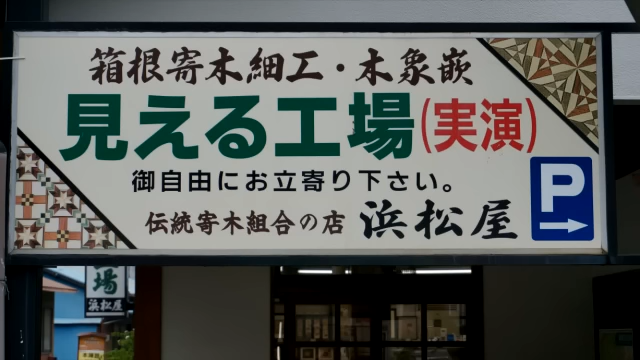 箱根寄木細工・木象嵌
見える工場(実演)
御自由にお立寄り下さい。
伝統寄木組合の店 浜松屋
P
場
浜松屋